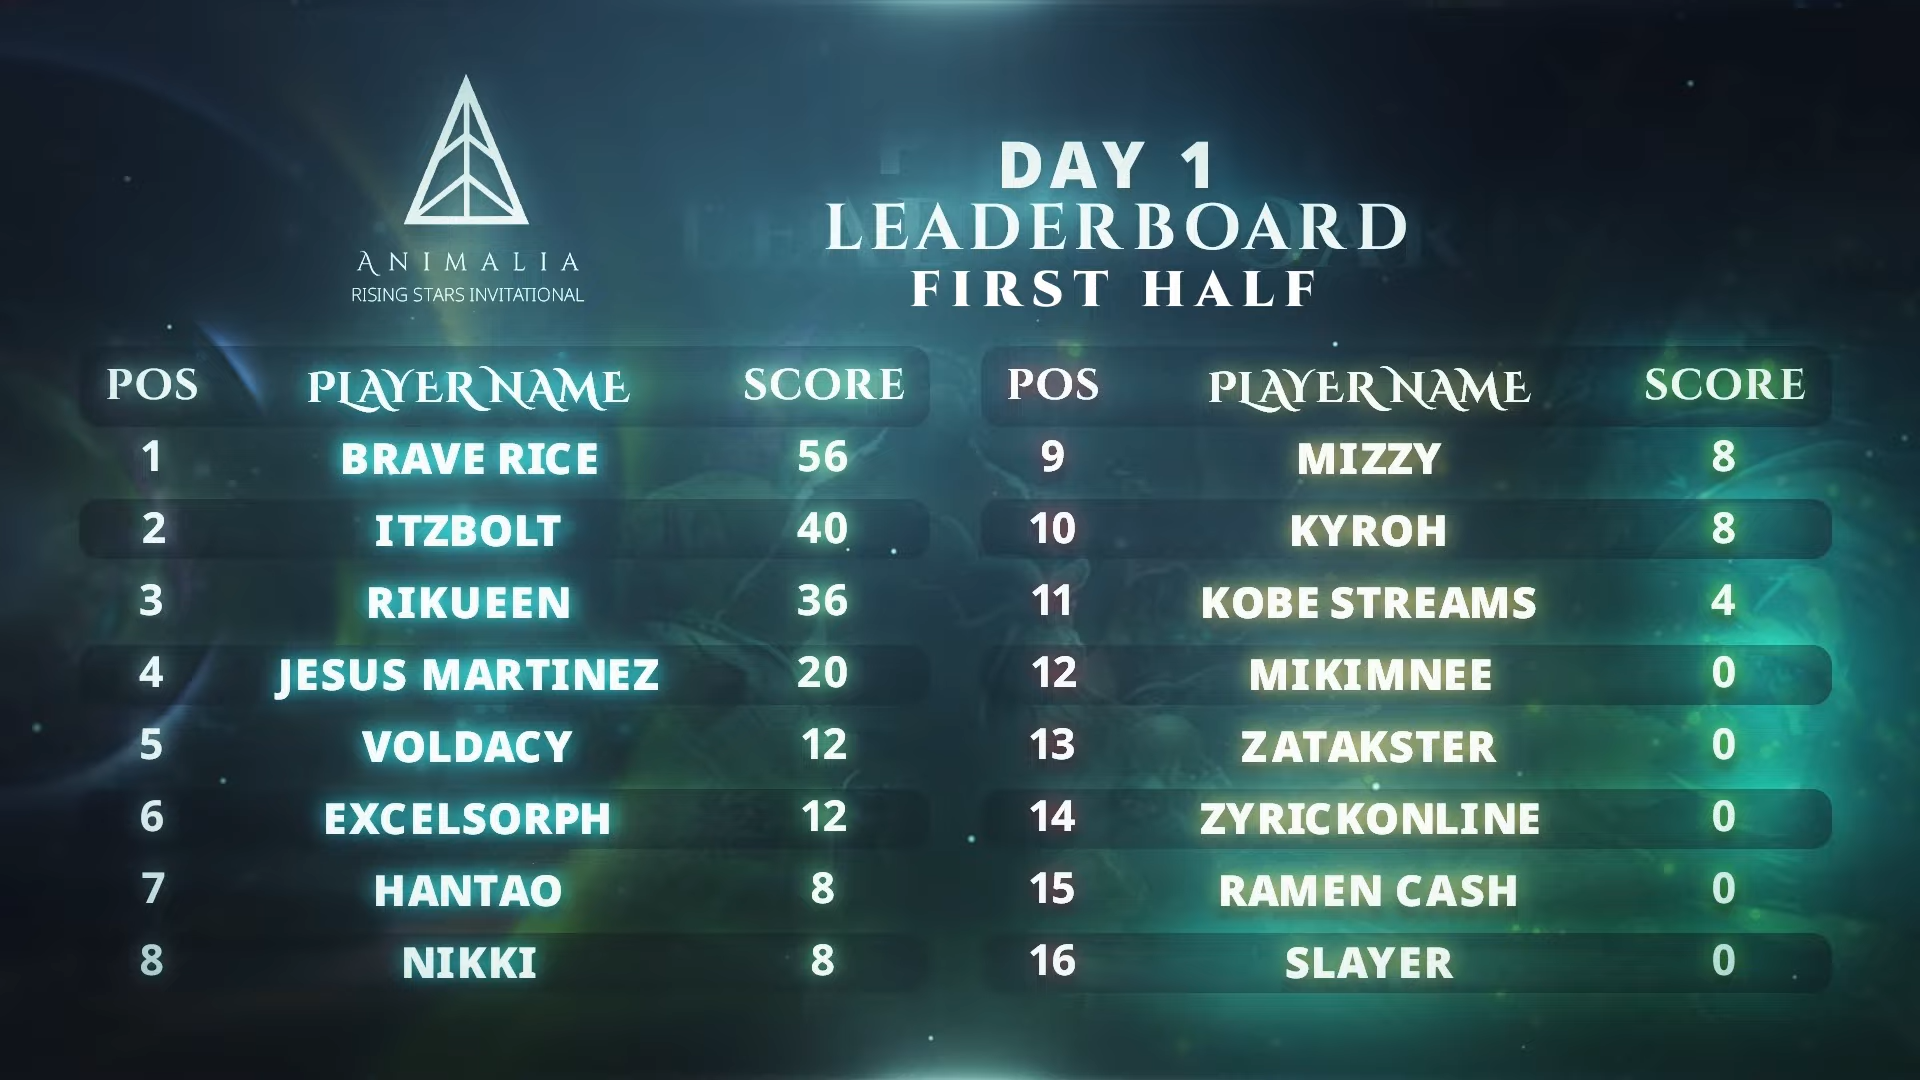 ANIMALIA
RISING STARS INVITATIONAL
DAY 1
LEADERBOARD
FIRST HALF
POS PLAYER NAME SCORE
1 BRAVE RICE 56
2 ITZBOLT 40
3 RIKUEEN 36
4 JESUS MARTINEZ 20
5 VOLDACY 12
6 EXCELSORPH 12
7 HANTAO 8
8 NIKKI 8
POS PLAYER NAME SCORE
9 MIZZY 8
10 KYROH 8
11 KOBE STREAMS 4
12 MIKIMNEE 0
13 ZATAKSTER 0
14 ZYRICKONLINE 0
15 RAMEN CASH 0
16 SLAYER 0